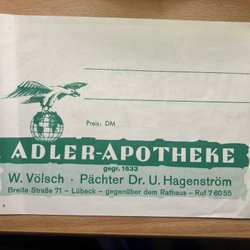 Preis: DM
ADLER-APOTHEKE
gegr. 1633
W. Völsch · Pächter Dr. U. Hagenström
Breite Straße 71 – Lübeck – gegenüber dem Rathaus – Ruf 7 60 55